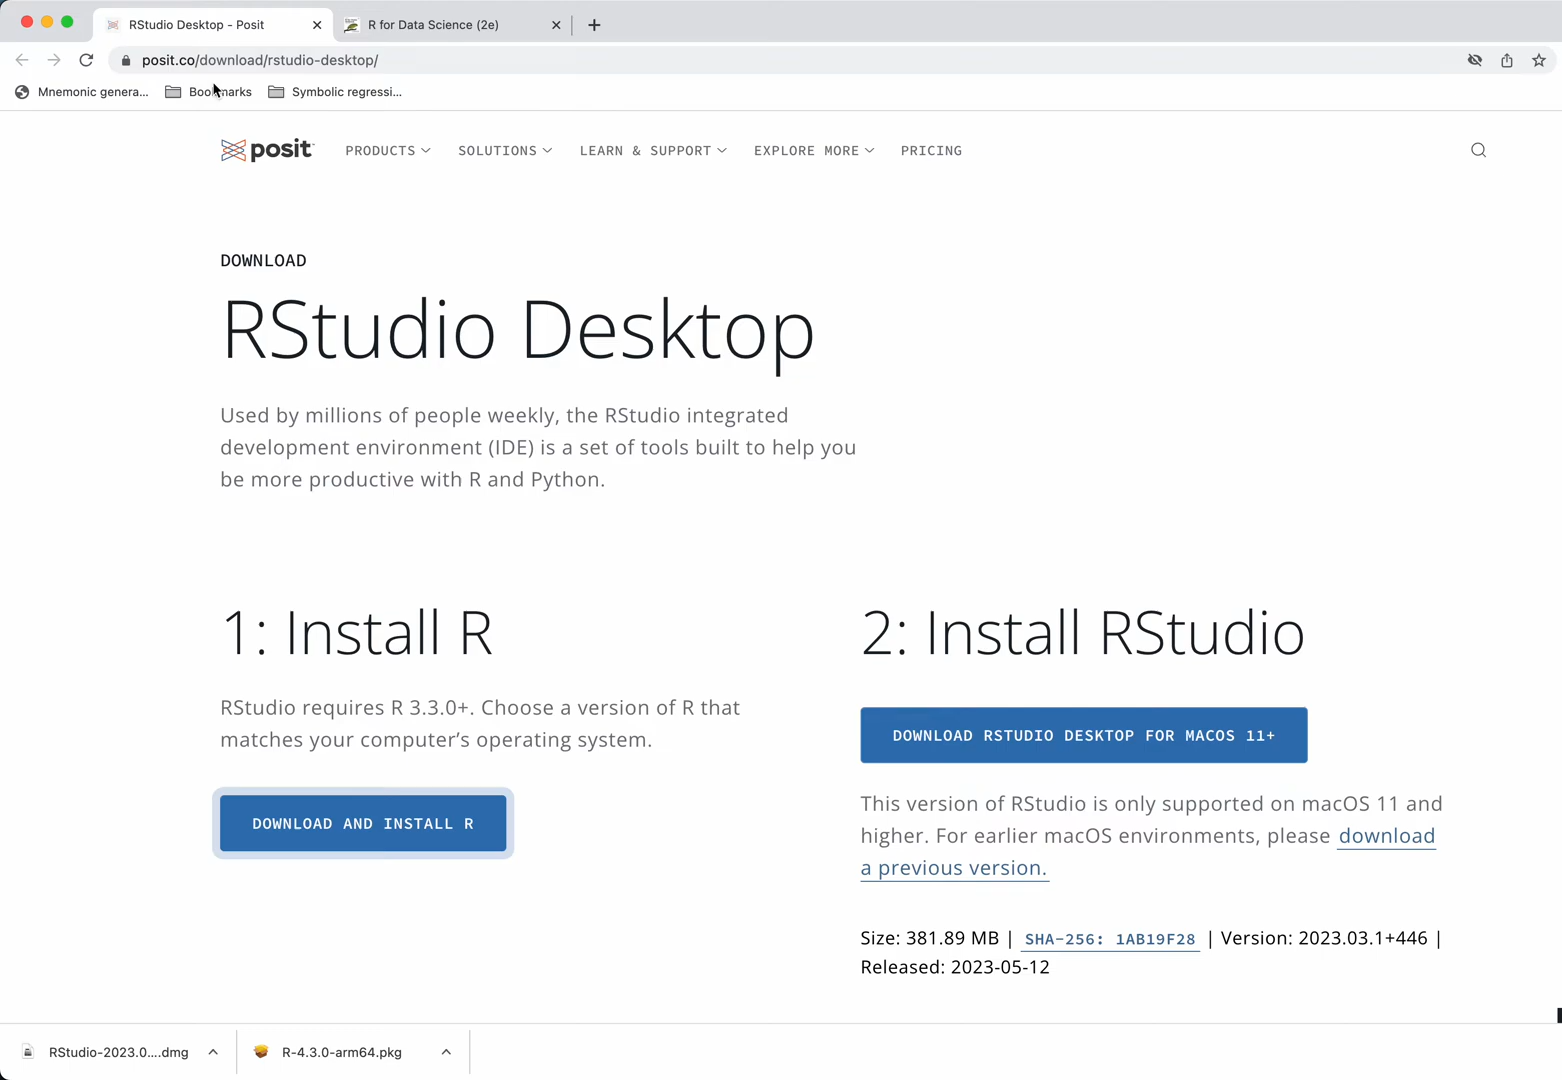 RStudio Desktop - Posit
R for Data Science (2e)
posit.co/download/rstudio-desktop/
Mnemonic genera...
Bookmarks
Symbolic regressi...
posit
PRODUCTS
SOLUTIONS
LEARN & SUPPORT
EXPLORE MORE
PRICING
DOWNLOAD
RStudio Desktop
Used by millions of people weekly, the RStudio integrated
development environment (IDE) is a set of tools built to help you
be more productive with R and Python.
1: Install R
RStudio requires R 3.3.0+. Choose a version of R that
matches your computer’s operating system.
DOWNLOAD AND INSTALL R
2: Install RStudio
DOWNLOAD RSTUDIO DESKTOP FOR MACOS 11+
This version of RStudio is only supported on macOS 11 and
higher. For earlier macOS environments, please download
a previous version.
Size: 381.89 MB | SHA-256: 1AB19F28 | Version: 2023.03.1+446 |
Released: 2023-05-12
RStudio-2023.0....dmg
R-4.3.0-arm64.pkg